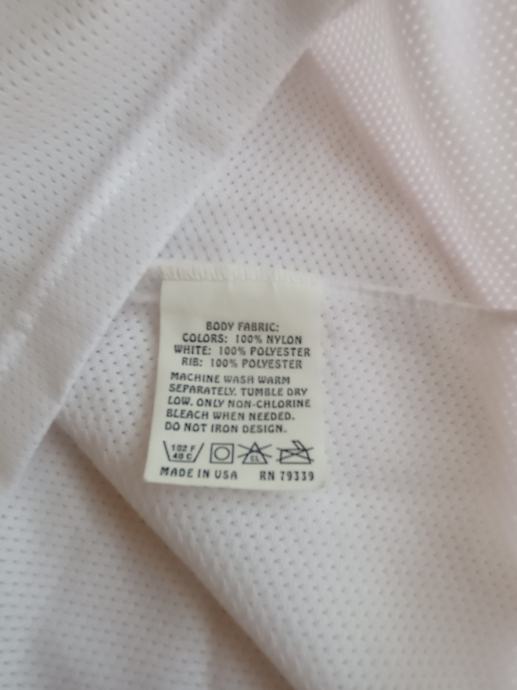 BODY FABRIC:
COLORS: 100% NYLON
WHITE: 100% POLYESTER
RIB: 100% POLYESTER
MACHINE WASH WARM
SEPARATELY. TUMBLE DRY
LOW. ONLY NON-CHLORINE
BLEACH WHEN NEEDED.
DO NOT IRON DESIGN.
102 F
40 C
CL
MADE IN USA RN 79339